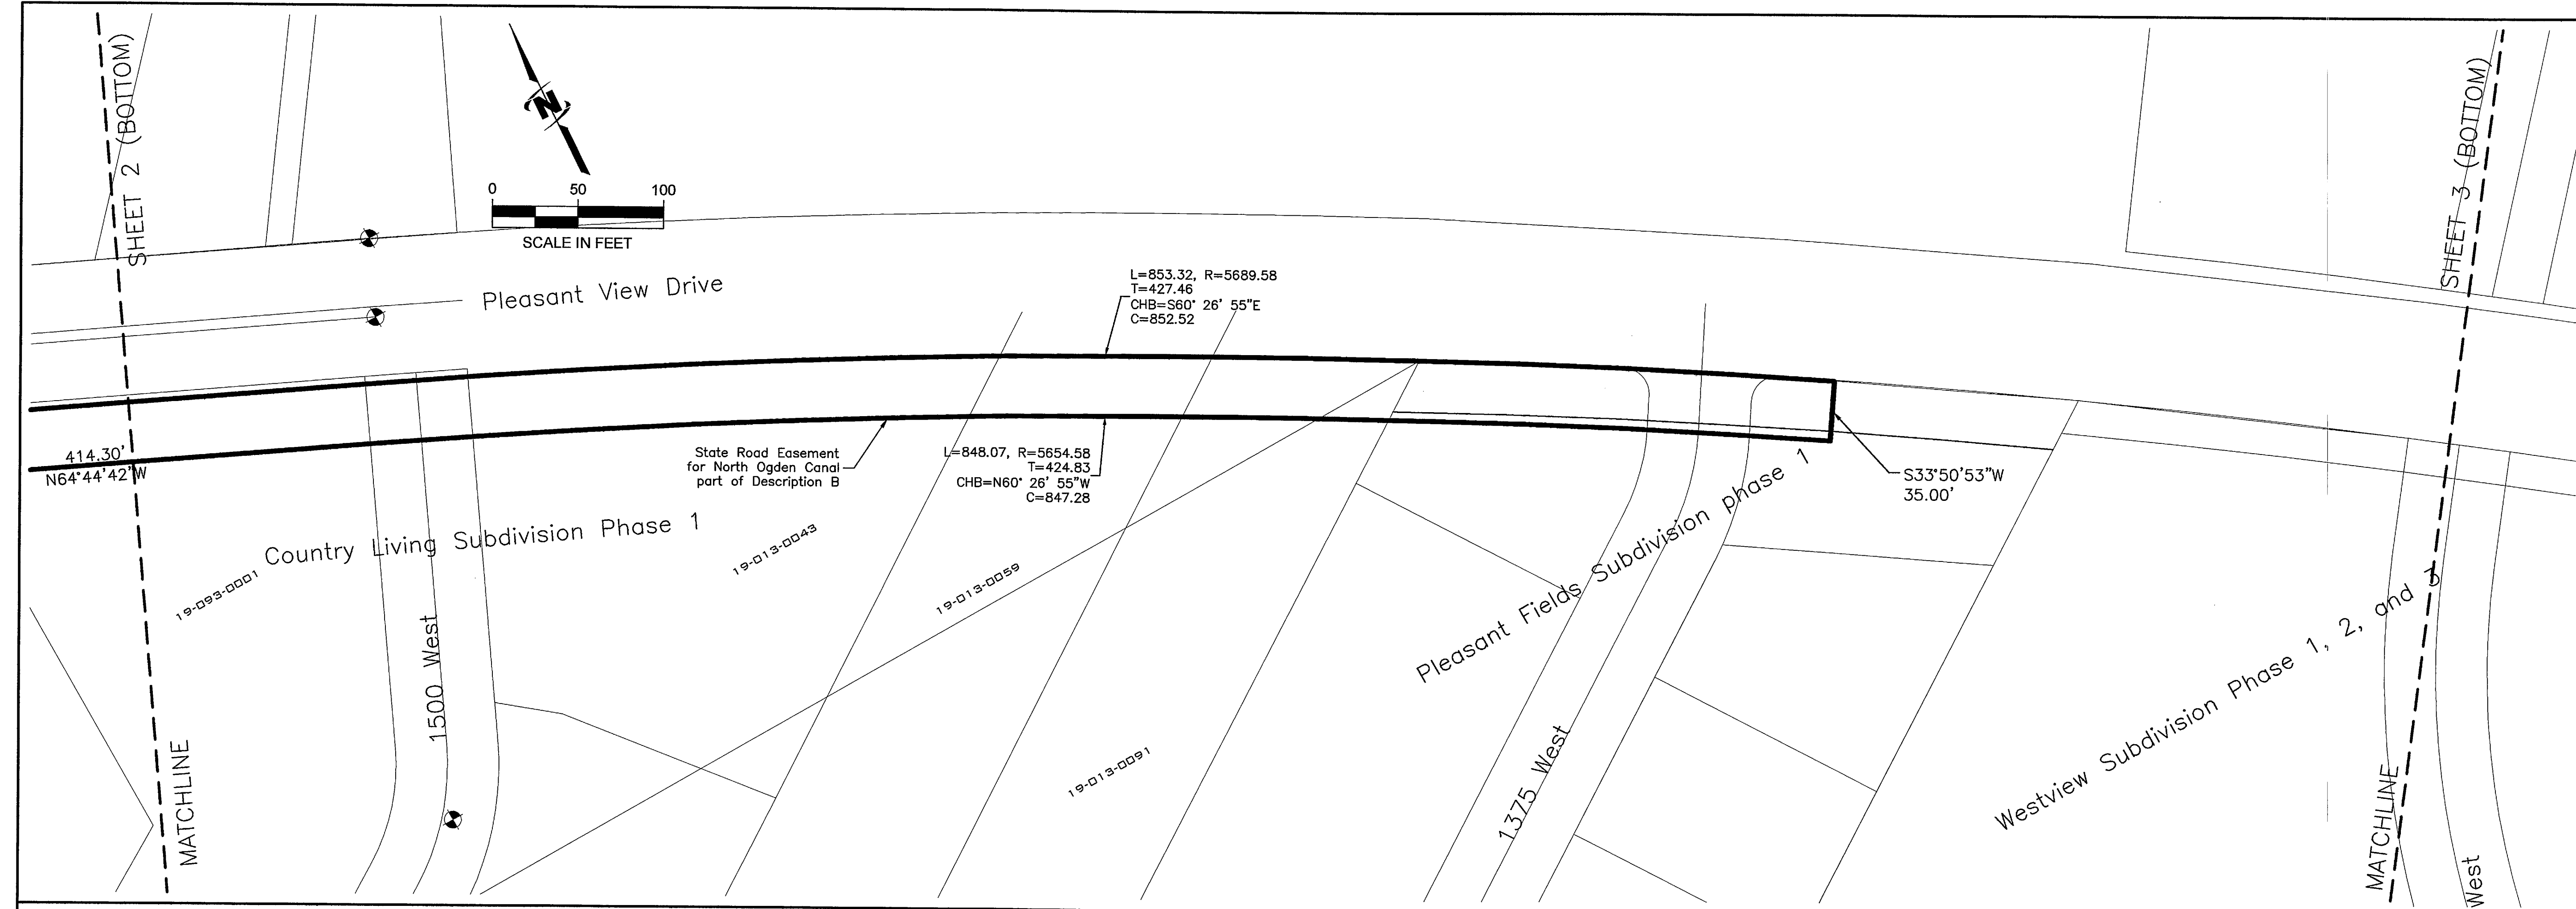 SHEET 2 (BOTTOM)
N
0 50 100
SCALE IN FEET
SHEET 3 (BOTTOM)
Pleasant View Drive
L=853.32, R=5689.58
T=427.46
CHB=S60° 26' 55"E
C=852.52
414.30'
N64°44'42"W
State Road Easement
for North Ogden Canal
part of Description B
L=848.07, R=5654.58
T=424.83
CHB=N60° 26' 55"W
C=847.28
S33°50'53"W
35.00'
Country Living Subdivision Phase 1
19-093-0001
19-013-0043
19-013-0059
Pleasant Fields Subdivision phase 1
Westview Subdivision Phase 1, 2, and 3
1500 West
19-013-0091
1375 West
MATCHLINE
MATCHLINE
West